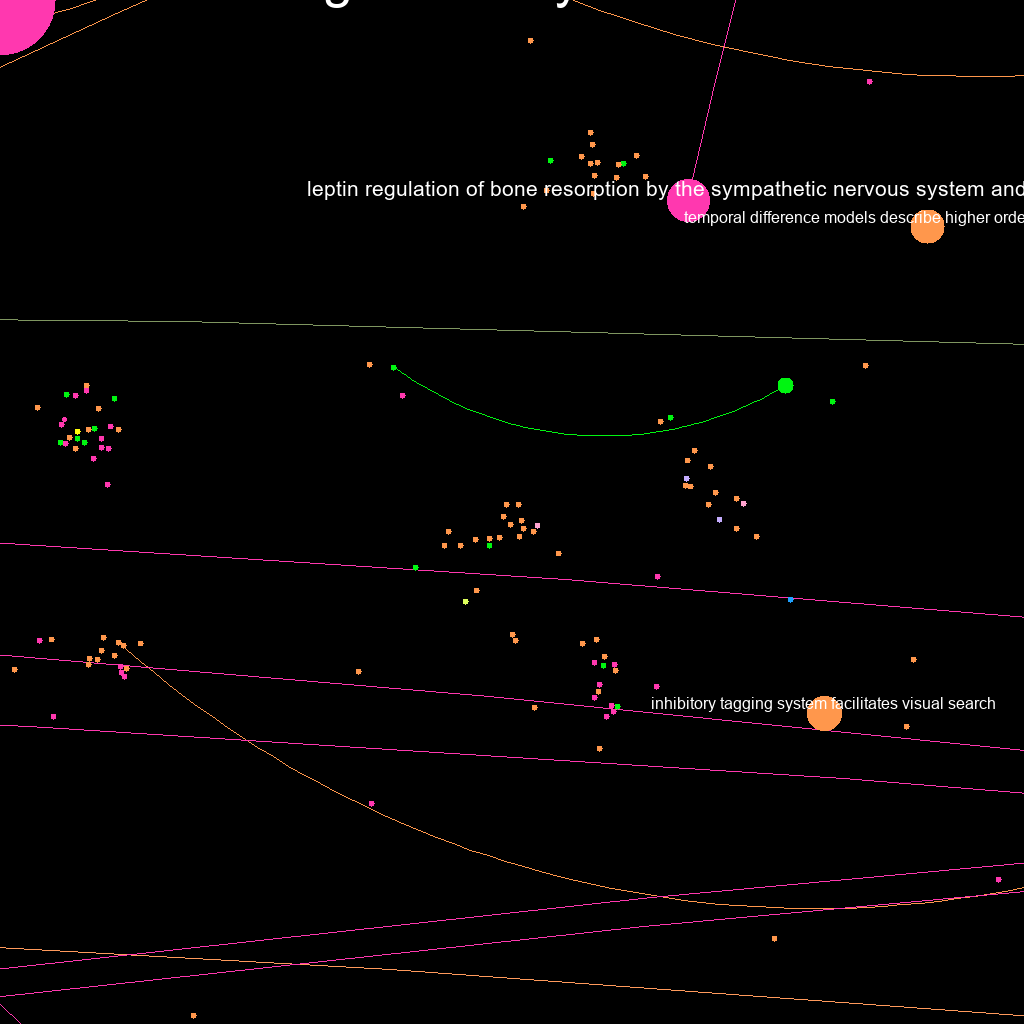 leptin regulation of bone resorption by the sympathetic nervous system and
temporal difference models describe higher orde
inhibitory tagging system facilitates visual search